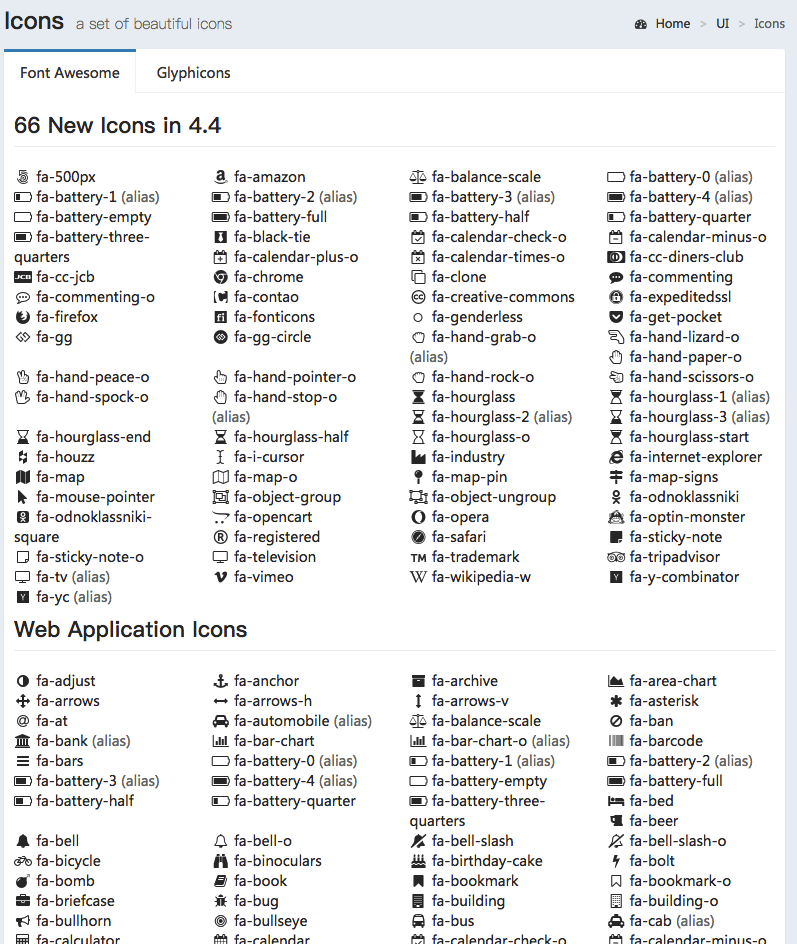 Icons a set of beautiful icons Home > UI > Icons
Font Awesome Glyphicons
66 New Icons in 4.4
fa-500px fa-amazon fa-balance-scale fa-battery-0 (alias)
fa-battery-1 (alias) fa-battery-2 (alias) fa-battery-3 (alias) fa-battery-4 (alias)
fa-battery-empty fa-battery-full fa-battery-half fa-battery-quarter
fa-battery-three- fa-black-tie fa-calendar-check-o fa-calendar-minus-o
quarters fa-calendar-plus-o fa-calendar-times-o fa-cc-diners-club
fa-cc-jcb fa-chrome fa-clone fa-commenting
fa-commenting-o fa-contao fa-creative-commons fa-expeditedssl
fa-firefox fa-fonticons fa-genderless fa-get-pocket
fa-gg fa-gg-circle fa-hand-grab-o fa-hand-lizard-o
(alias) fa-hand-paper-o
fa-hand-peace-o fa-hand-pointer-o fa-hand-rock-o fa-hand-scissors-o
fa-hand-spock-o fa-hand-stop-o fa-hourglass fa-hourglass-1 (alias)
(alias) fa-hourglass-2 (alias) fa-hourglass-3 (alias)
fa-hourglass-end fa-hourglass-half fa-hourglass-o fa-hourglass-start
fa-houzz fa-i-cursor fa-industry fa-internet-explorer
fa-map fa-map-o fa-map-pin fa-map-signs
fa-mouse-pointer fa-object-group fa-object-ungroup fa-odnoklassniki
fa-odnoklassniki- fa-opencart fa-opera fa-optin-monster
square fa-registered fa-safari fa-sticky-note
fa-sticky-note-o fa-television fa-trademark fa-tripadvisor
fa-tv (alias) fa-vimeo fa-wikipedia-w fa-y-combinator
fa-yc (alias)
Web Application Icons
fa-adjust fa-anchor fa-archive fa-area-chart
fa-arrows fa-arrows-h fa-arrows-v fa-asterisk
fa-at fa-automobile (alias) fa-balance-scale fa-ban
fa-bank (alias) fa-bar-chart fa-bar-chart-o (alias) fa-barcode
fa-bars fa-battery-0 (alias) fa-battery-1 (alias) fa-battery-2 (alias)
fa-battery-3 (alias) fa-battery-4 (alias) fa-battery-empty fa-battery-full
fa-battery-half fa-battery-quarter fa-battery-three- fa-bed
quarters fa-beer
fa-bell fa-bell-o fa-bell-slash fa-bell-slash-o
fa-bicycle fa-binoculars fa-birthday-cake fa-bolt
fa-bomb fa-book fa-bookmark fa-bookmark-o
fa-briefcase fa-bug fa-building fa-building-o
fa-bullhorn fa-bullseye fa-bus fa-cab (alias)
fa-calculator fa-calendar fa-calendar-check-o fa-calendar-minus-o